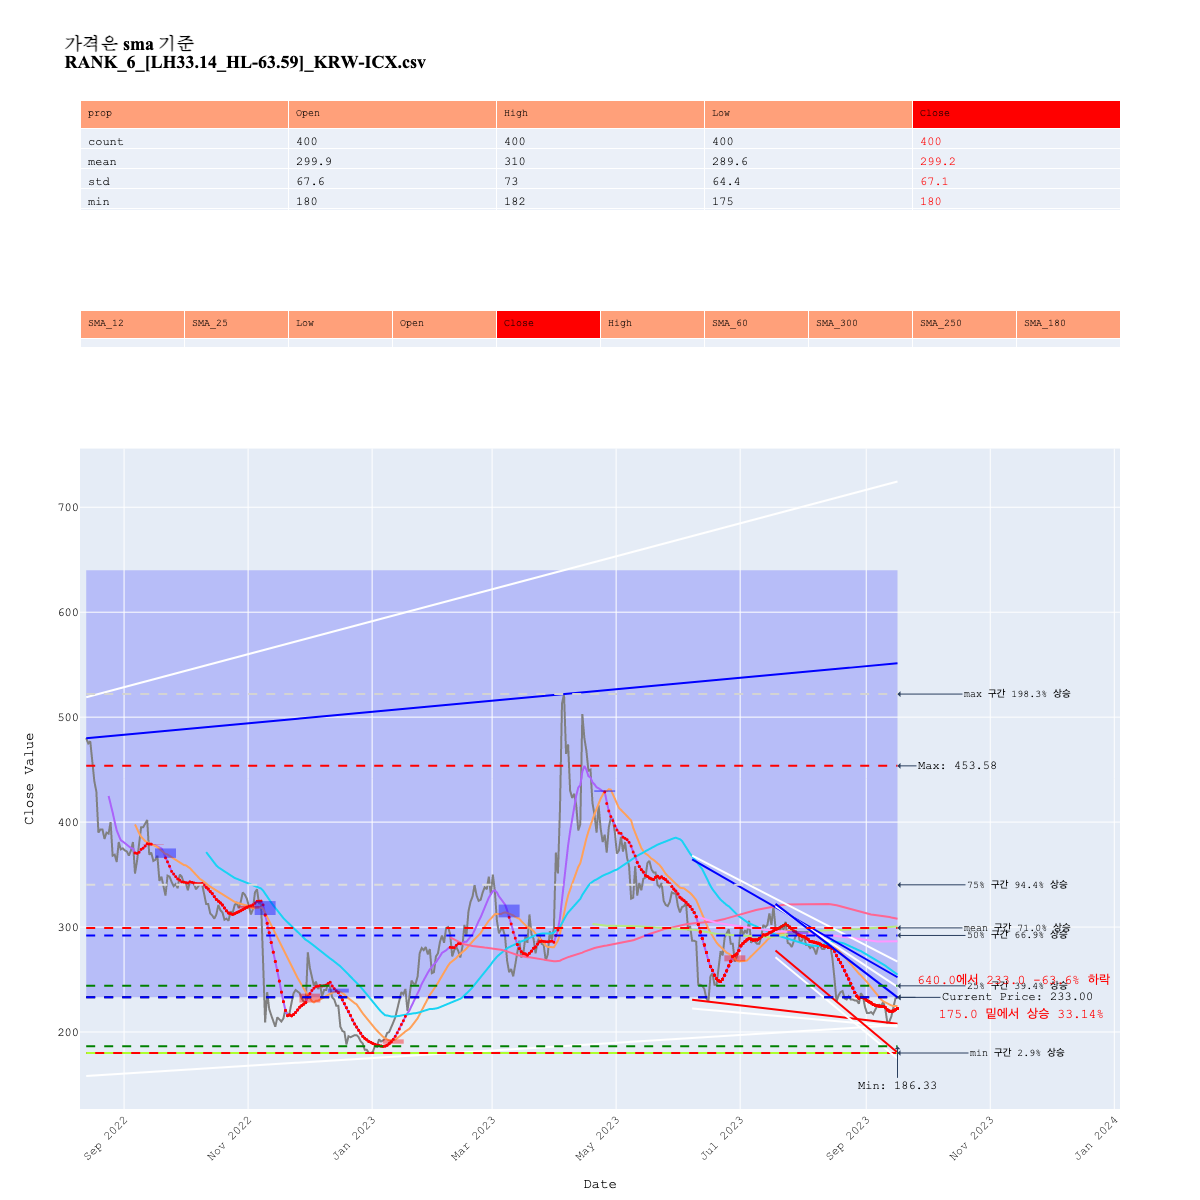 가격은 sma 기준
RANK_6_[LH33.14_HL-63.59]_KRW-ICX.csv
prop Open High Low Close
count 400 400 400 400
mean 299.9 310 289.6 299.2
std 67.6 73 64.4 67.1
min 180 182 175 180
SMA_12 SMA_25 Low Open Close High SMA_60 SMA_300 SMA_250 SMA_180
700
600
max 구간 198.3% 상승
500
Max: 453.58
Close Value
400
75% 구간 94.4% 상승
300
mean 구간 71.0% 상승
50% 구간 66.9% 상승
640.0에서 233.0 -63.6% 하락
25% 구간 39.4% 상승
Current Price: 233.00
175.0 밑에서 상승 33.14%
200
min 구간 2.9% 상승
Min: 186.33
Sep 2022
Nov 2022
Jan 2023
Mar 2023
May 2023
Jul 2023
Sep 2023
Nov 2023
Jan 2024
Date